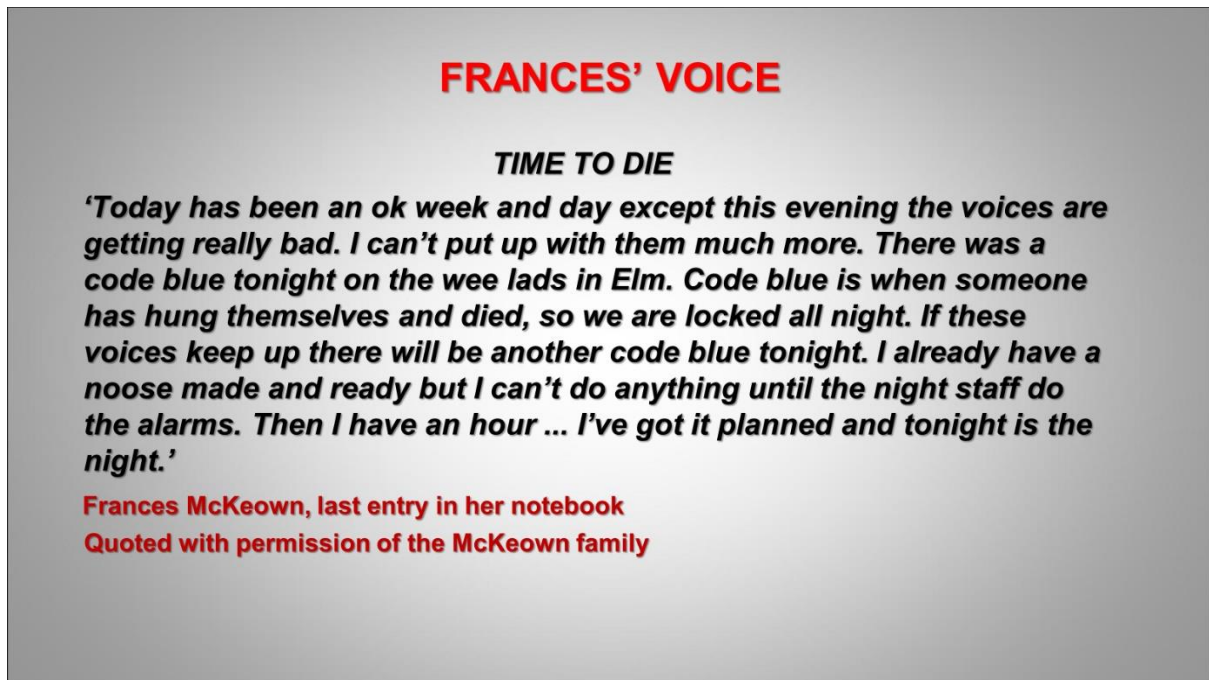 FRANCES’ VOICE
TIME TO DIE
‘Today has been an ok week and day except this evening the voices are
getting really bad. I can’t put up with them much more. There was a
code blue tonight on the wee lads in Elm. Code blue is when someone
has hung themselves and died, so we are locked all night. If these
voices keep up there will be another code blue tonight. I already have a
noose made and ready but I can’t do anything until the night staff do
the alarms. Then I have an hour ... I’ve got it planned and tonight is the
night.’
Frances McKeown, last entry in her notebook
Quoted with permission of the McKeown family